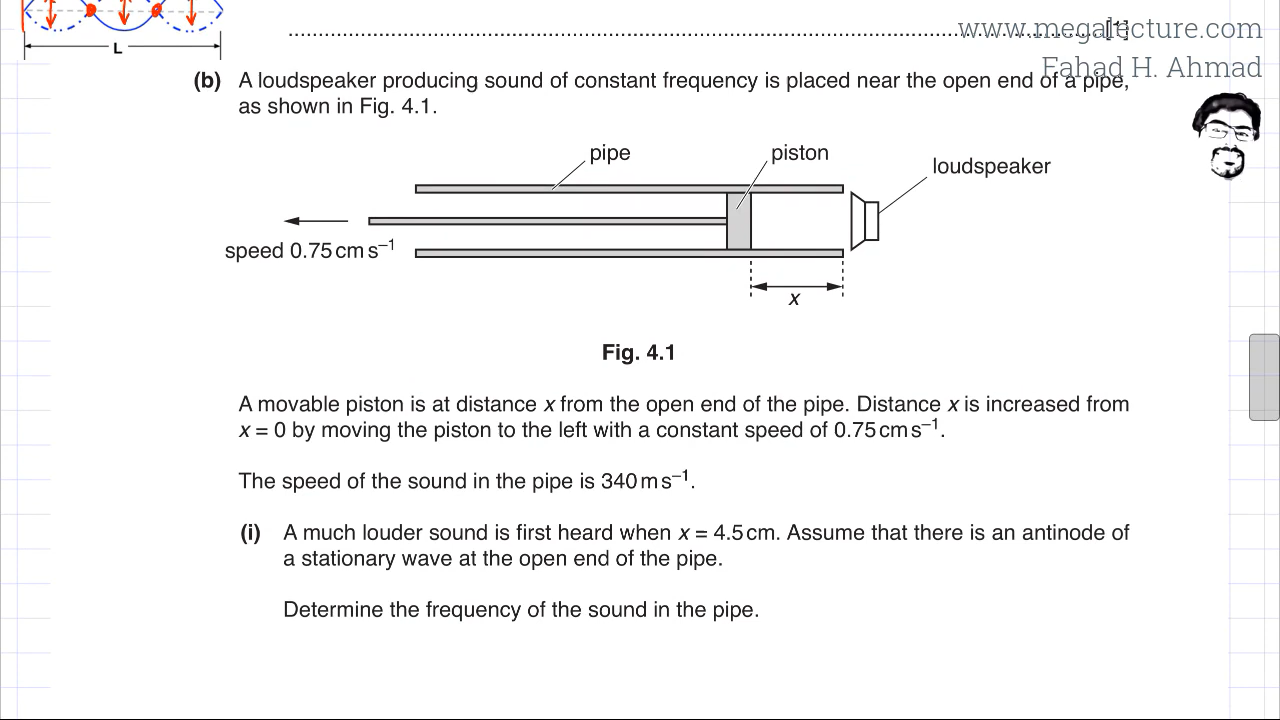 www.megalecture.com
Fahad H. Ahmad
L
.......................................................................................................................................... [1]
(b) A loudspeaker producing sound of constant frequency is placed near the open end of a pipe,
as shown in Fig. 4.1.
pipe
piston
loudspeaker
speed 0.75 cm s⁻¹
x
Fig. 4.1
A movable piston is at distance x from the open end of the pipe. Distance x is increased from
x = 0 by moving the piston to the left with a constant speed of 0.75 cm s⁻¹.
The speed of the sound in the pipe is 340 m s⁻¹.
(i) A much louder sound is first heard when x = 4.5 cm. Assume that there is an antinode of
a stationary wave at the open end of the pipe.
Determine the frequency of the sound in the pipe.